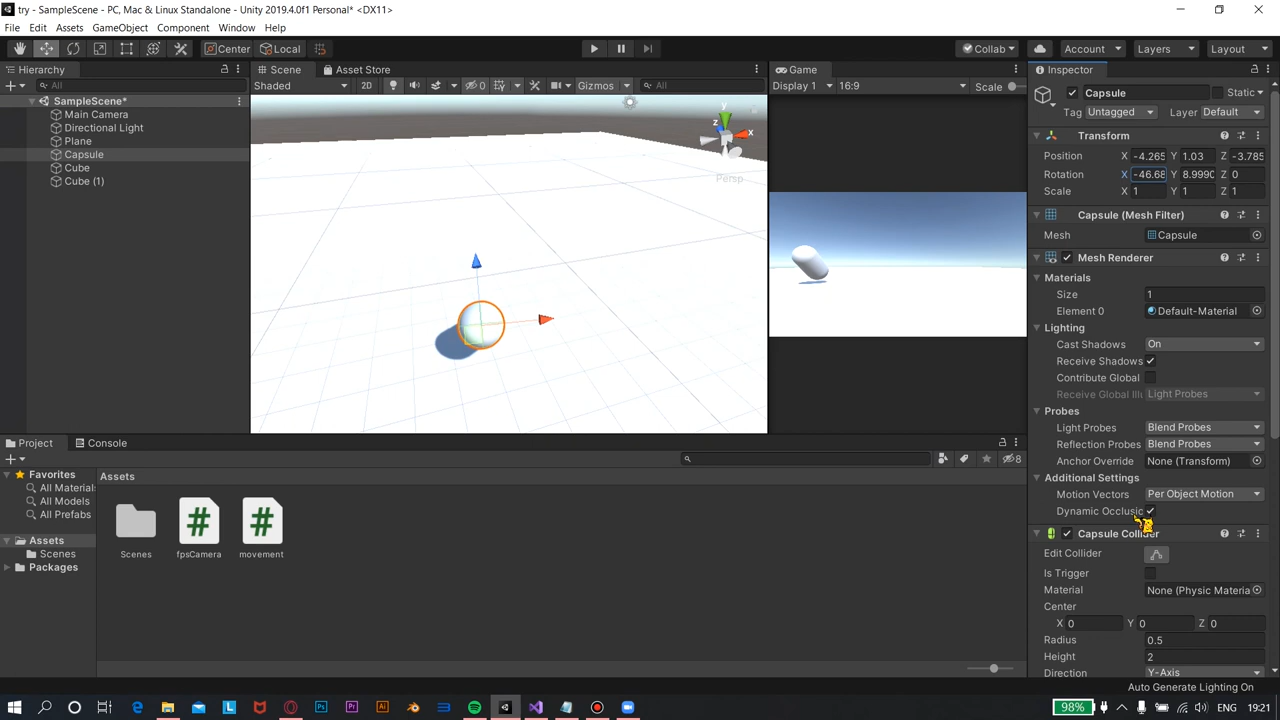 try - SampleScene - PC, Mac & Linux Standalone - Unity 2019.4.0f1 Personal* <DX11>
File Edit Assets GameObject Component Window Help
Center Local Collab Account Layers Layout
Hierarchy Scene Asset Store Game Inspector
All Shaded 2D 0 Gizmos All Display 1 16:9 Scale
SampleScene*
Main Camera
Directional Light
Plane
Capsule
Cube
Cube (1)
y
z x
Persp
Capsule Static
Tag Untagged Layer Default
Transform
Position X -4.265 Y 1.03 Z -3.785
Rotation X -46.68 Y 8.9990 Z 0
Scale X 1 Y 1 Z 1
Capsule (Mesh Filter)
Mesh Capsule
Mesh Renderer
Materials
Size 1
Element 0 Default-Material
Lighting
Cast Shadows On
Receive Shadows
Contribute Global
Receive Global Illu Light Probes
Probes
Light Probes Blend Probes
Reflection Probes Blend Probes
Anchor Override None (Transform)
Additional Settings
Motion Vectors Per Object Motion
Dynamic Occlusic
Capsule Collider
Edit Collider
Is Trigger
Material None (Physic Materia
Center
X 0 Y 0 Z 0
Radius 0.5
Height 2
Direction Y-Axis
Project Console
8
Favorites
All Material
All Models
All Prefabs
Assets
Scenes
Packages
Assets
Scenes fpsCamera movement
Auto Generate Lighting On
L Ps Pr Ai 98% 19:21